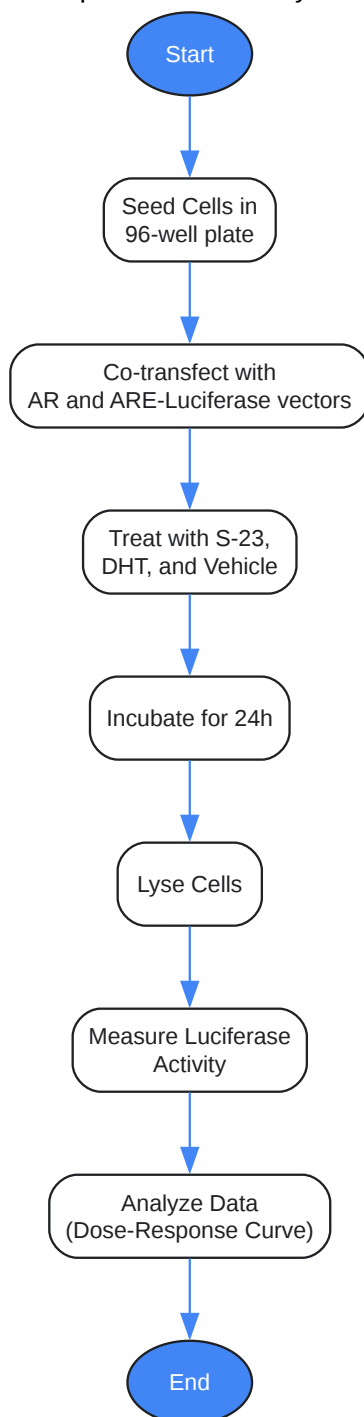 Start
Seed Cells in
96-well plate
Co-transfect with
AR and ARE-Luciferase vectors
Treat with S-23,
DHT, and Vehicle
Incubate for 24h
Lyse Cells
Measure Luciferase
Activity
Analyze Data
(Dose-Response Curve)
End